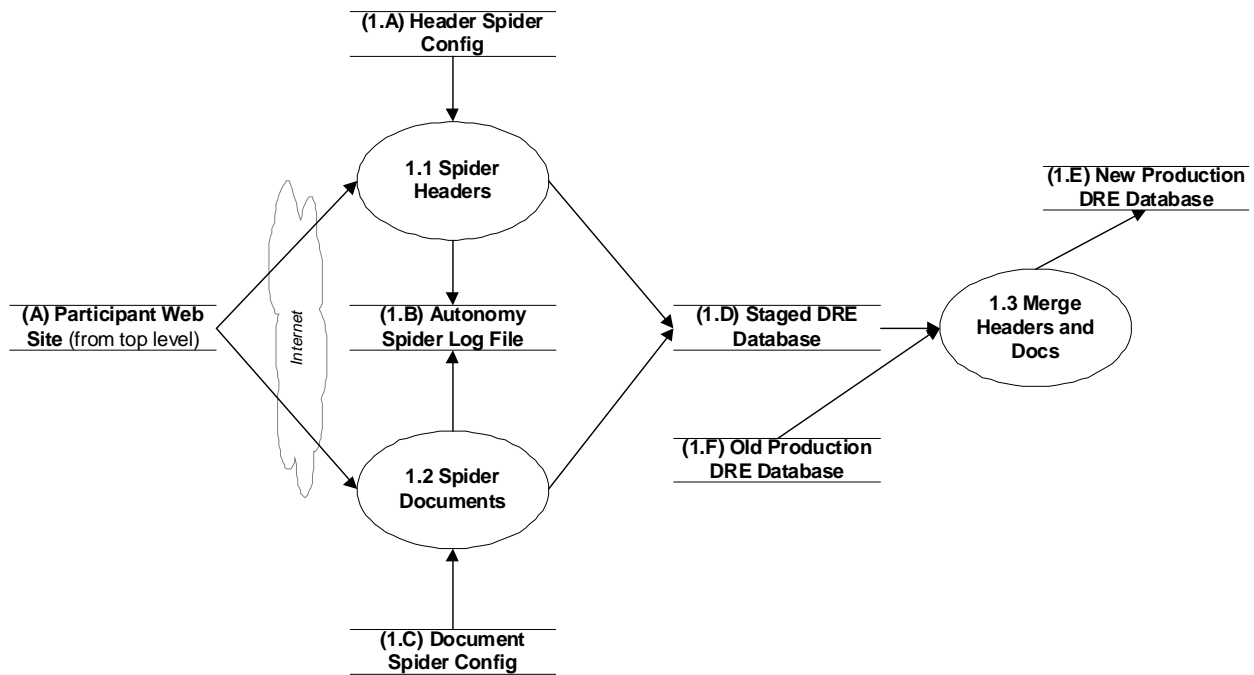 (1.A) Header Spider
Config
1.1 Spider
Headers
(1.E) New Production
DRE Database
(A) Participant Web
Site (from top level)
Internet
(1.B) Autonomy
Spider Log File
(1.D) Staged DRE
Database
1.3 Merge
Headers and
Docs
(1.F) Old Production
DRE Database
1.2 Spider
Documents
(1.C) Document
Spider Config